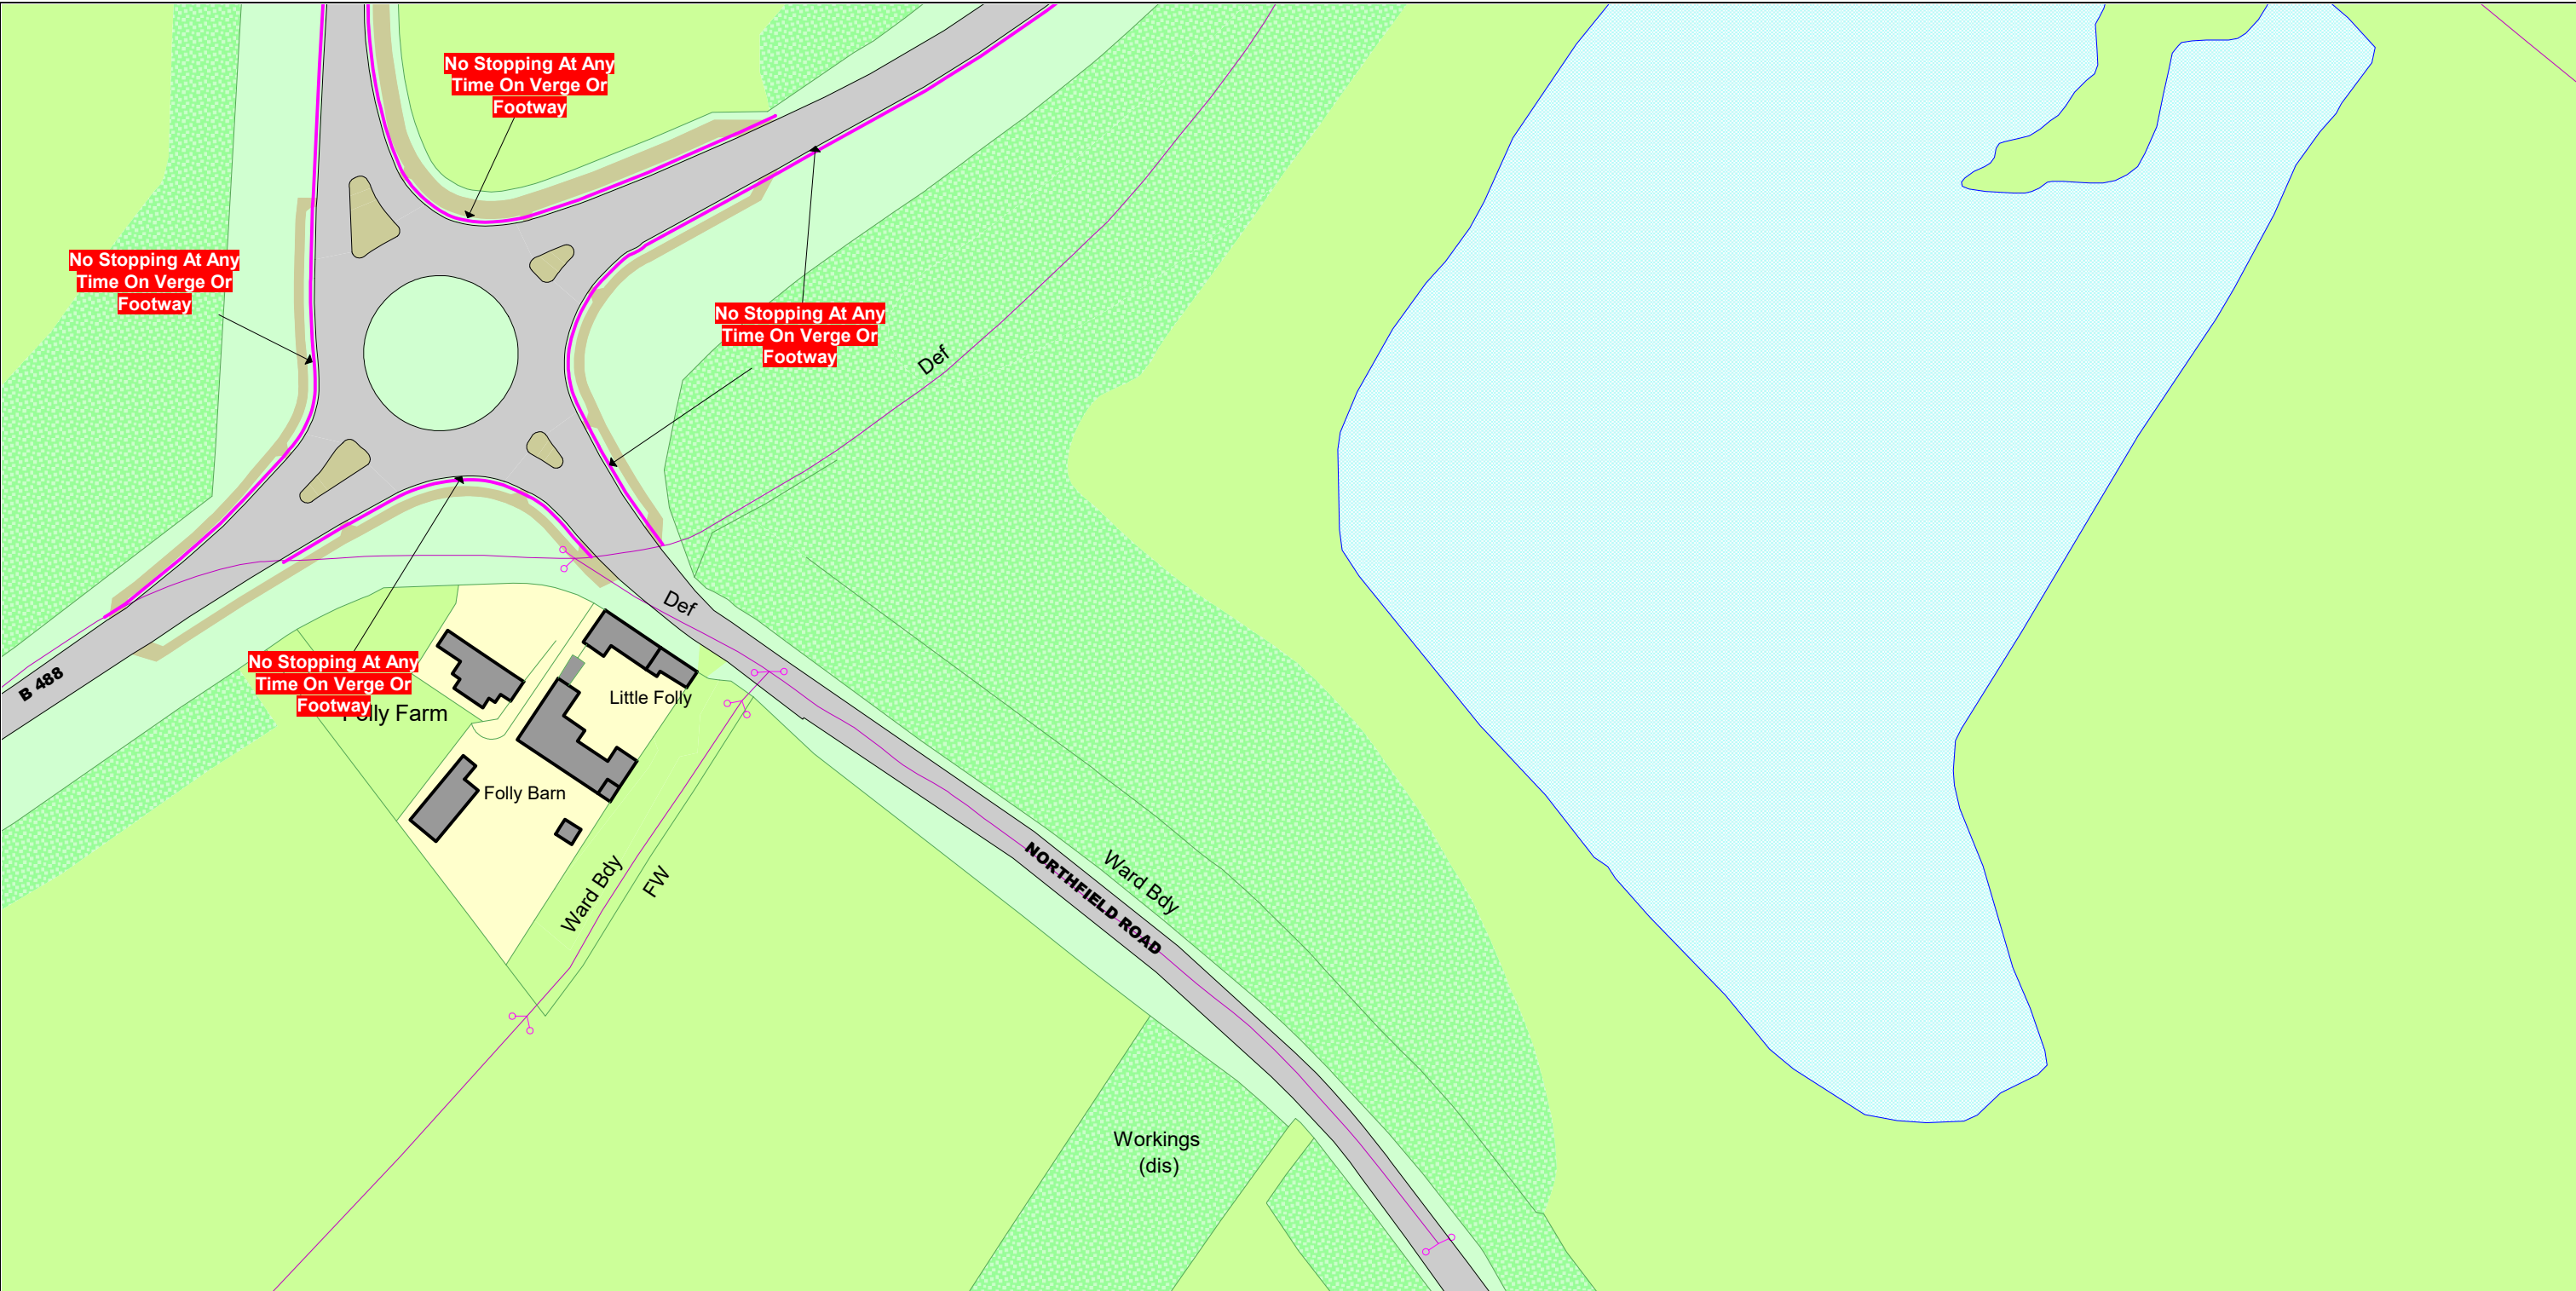 No Stopping At Any
Time On Verge Or
Footway
No Stopping At Any
Time On Verge Or
Footway
No Stopping At Any
Time On Verge Or
Footway
Def
Def
B 488
No Stopping At Any
Time On Verge Or
Footway
Folly Farm
Little Folly
Folly Barn
Ward Bdy
FW
NORTHFIELD ROAD
Ward Bdy
Workings
(dis)